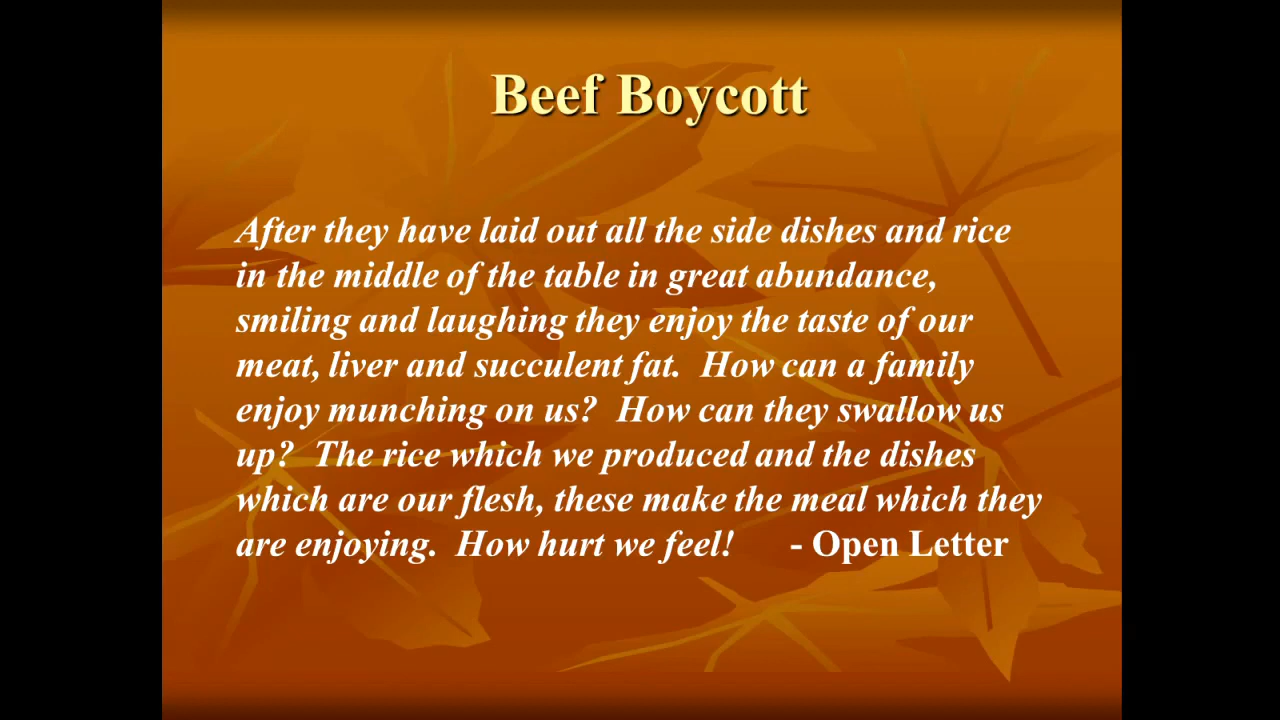 Beef Boycott
After they have laid out all the side dishes and rice
in the middle of the table in great abundance,
smiling and laughing they enjoy the taste of our
meat, liver and succulent fat.  How can a family
enjoy munching on us?  How can they swallow us
up?  The rice which we produced and the dishes
which are our flesh, these make the meal which they
are enjoying.  How hurt we feel!      - Open Letter